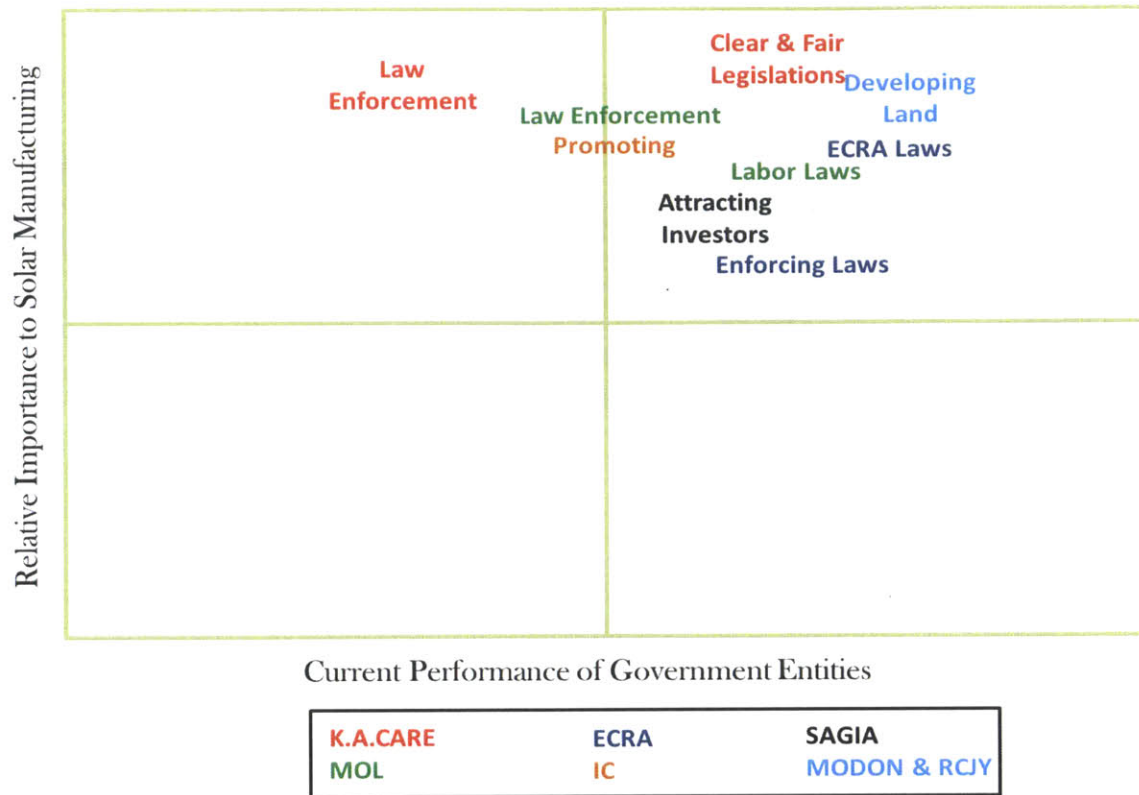 Relative Importance to Solar Manufacturing
Law
Enforcement
Clear & Fair
Legislations
Developing
Land
Law Enforcement
Promoting
ECRA Laws
Labor Laws
Attracting
Investors
Enforcing Laws
Current Performance of Government Entities
K.A.CARE
ECRA
SAGIA
MOL
IC
MODON & RCJY